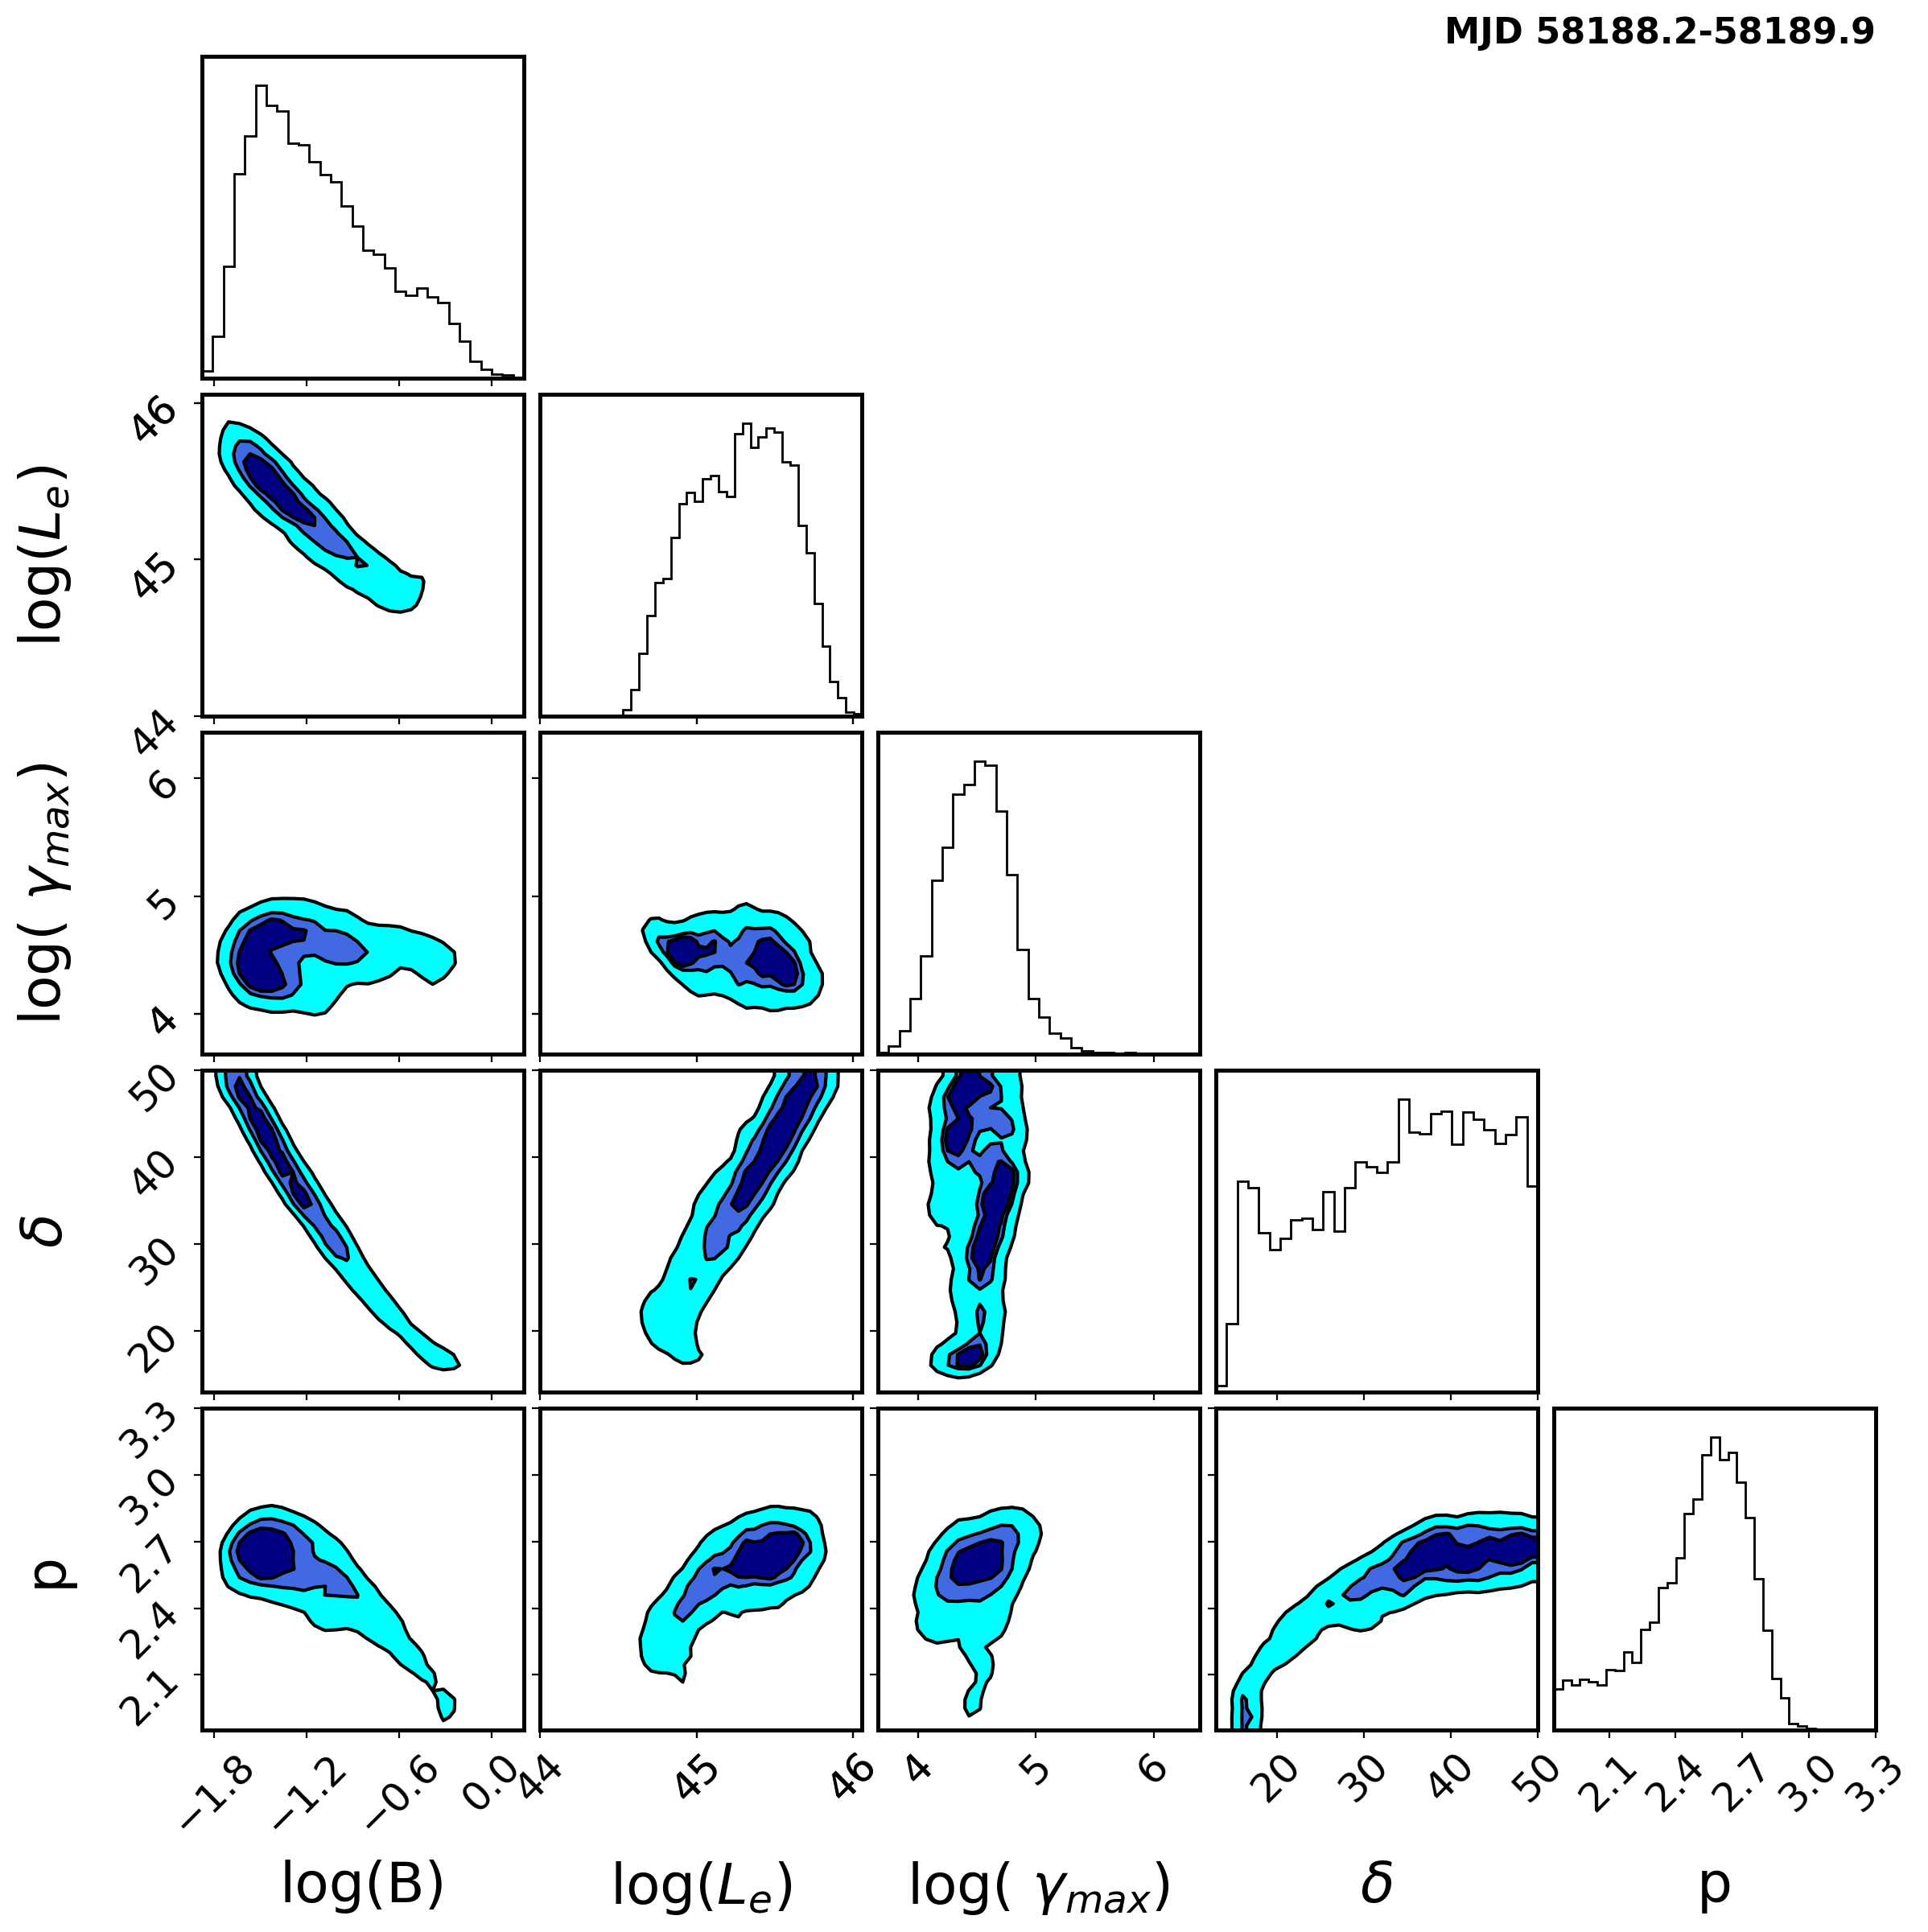 MJD 58188.2-58189.9
46
45
44
log(L_e)
6
5
4
log( γ_max)
50
40
30
20
δ
3.3
3.0
2.7
2.4
2.1
p
−1.8 −1.2 −0.6 0.0 44 45 46 4 5 6 20 30 40 50 2.1 2.4 2.7 3.0 3.3
log(B) log(L_e) log( γ_max) δ p